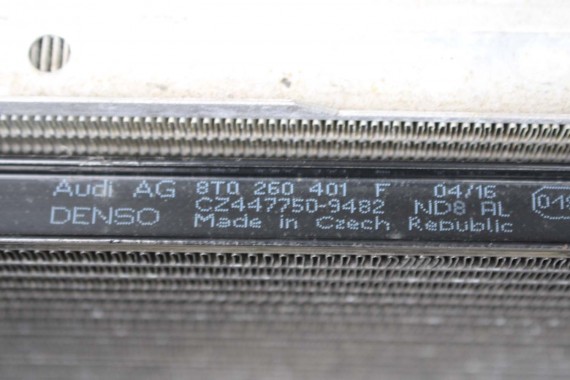 Audi AG 8T0 260 401 F 04/16
DENSO CZ447750-9482 ND8 AL
Made in Czech Republic